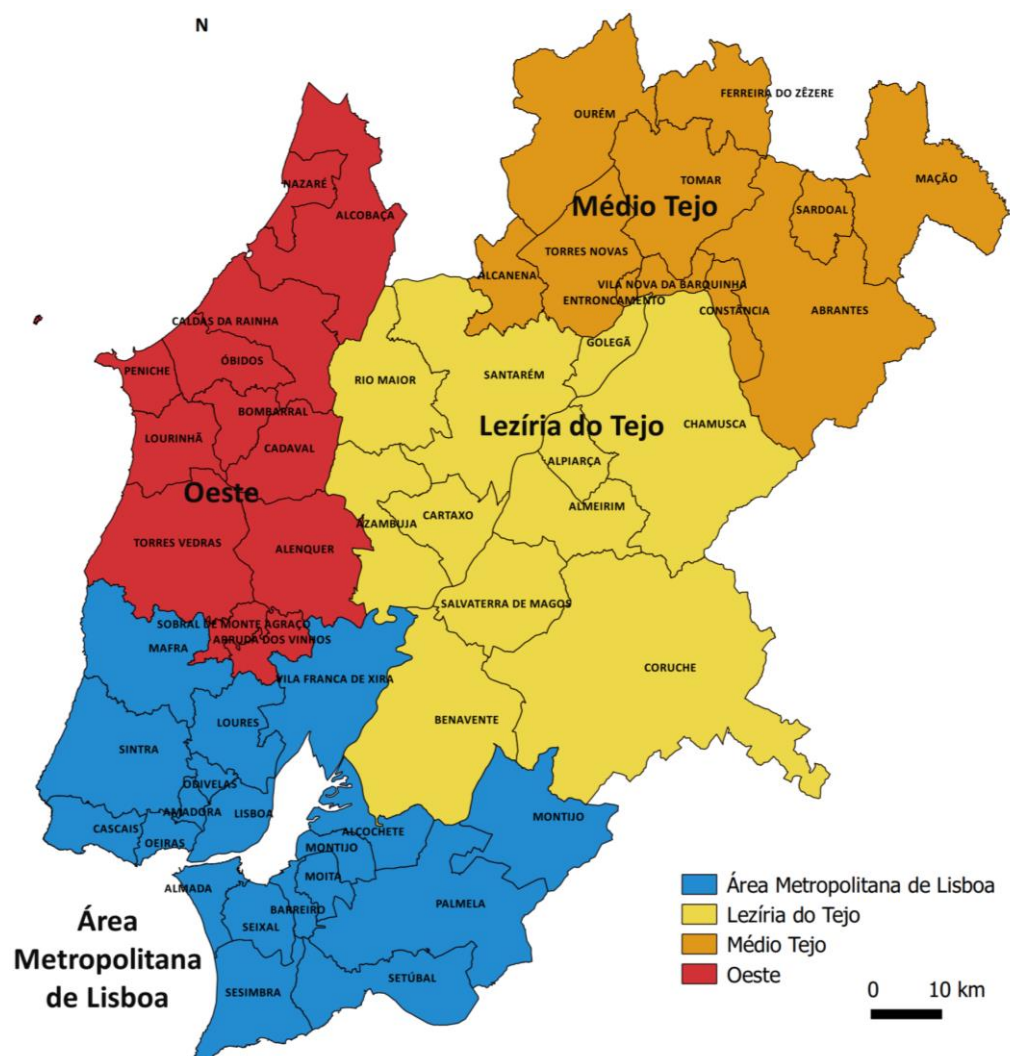 N
FERREIRA DO ZÊZERE
OURÉM
NAZARÉ
TOMAR
MAÇÃO
SARDOAL
Médio Tejo
ALCOBAÇA
TORRES NOVAS
ALCANENA
VILA NOVA DA BARQUINHA
ENTRONCAMENTO
CONSTÂNCIA
ABRANTES
CALDAS DA RAINHA
GOLEGÃ
ÓBIDOS
PENICHE
RIO MAIOR
SANTARÉM
BOMBARRAL
CHAMUSCA
Lezíria do Tejo
LOURINHÃ
CADAVAL
ALPIARÇA
Oeste
ALMEIRIM
CARTAXO
AZAMBUJA
TORRES VEDRAS
ALENQUER
SALVATERRA DE MAGOS
SOBRAL DE MONTE AGRAÇO
ARRUDA DOS VINHOS
MAFRA
CORUCHE
VILA FRANCA DE XIRA
LOURES
BENAVENTE
SINTRA
ODIVELAS
AMADORA
LISBOA
MONTIJO
CASCAIS
OEIRAS
ALCOCHETE
MONTIJO
MOITA
ALMADA
BARREIRO
PALMELA
SEIXAL
SETÚBAL
SESIMBRA
Área
Metropolitana
de Lisboa
Área Metropolitana de Lisboa
Lezíria do Tejo
Médio Tejo
Oeste
0 10 km